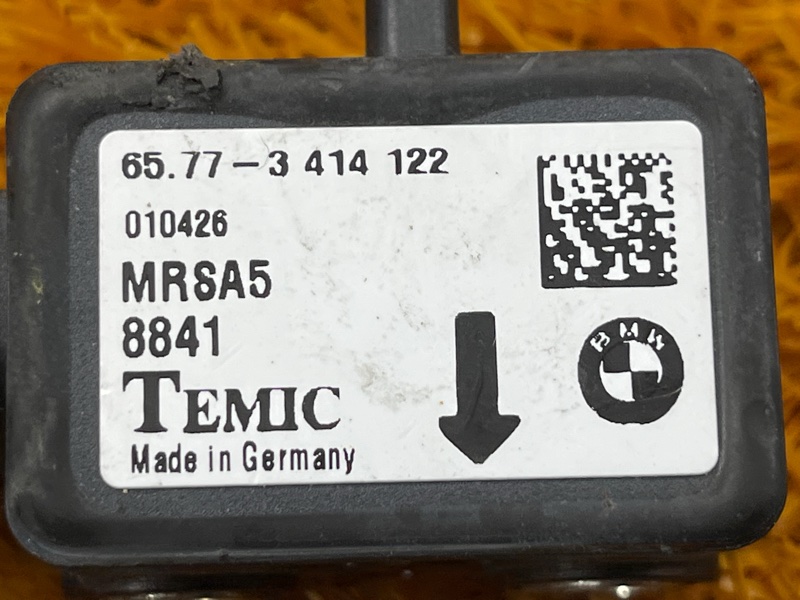 65.77-3 414 122
010426
MRSA5
8841
TEMIC
Made in Germany
BMW